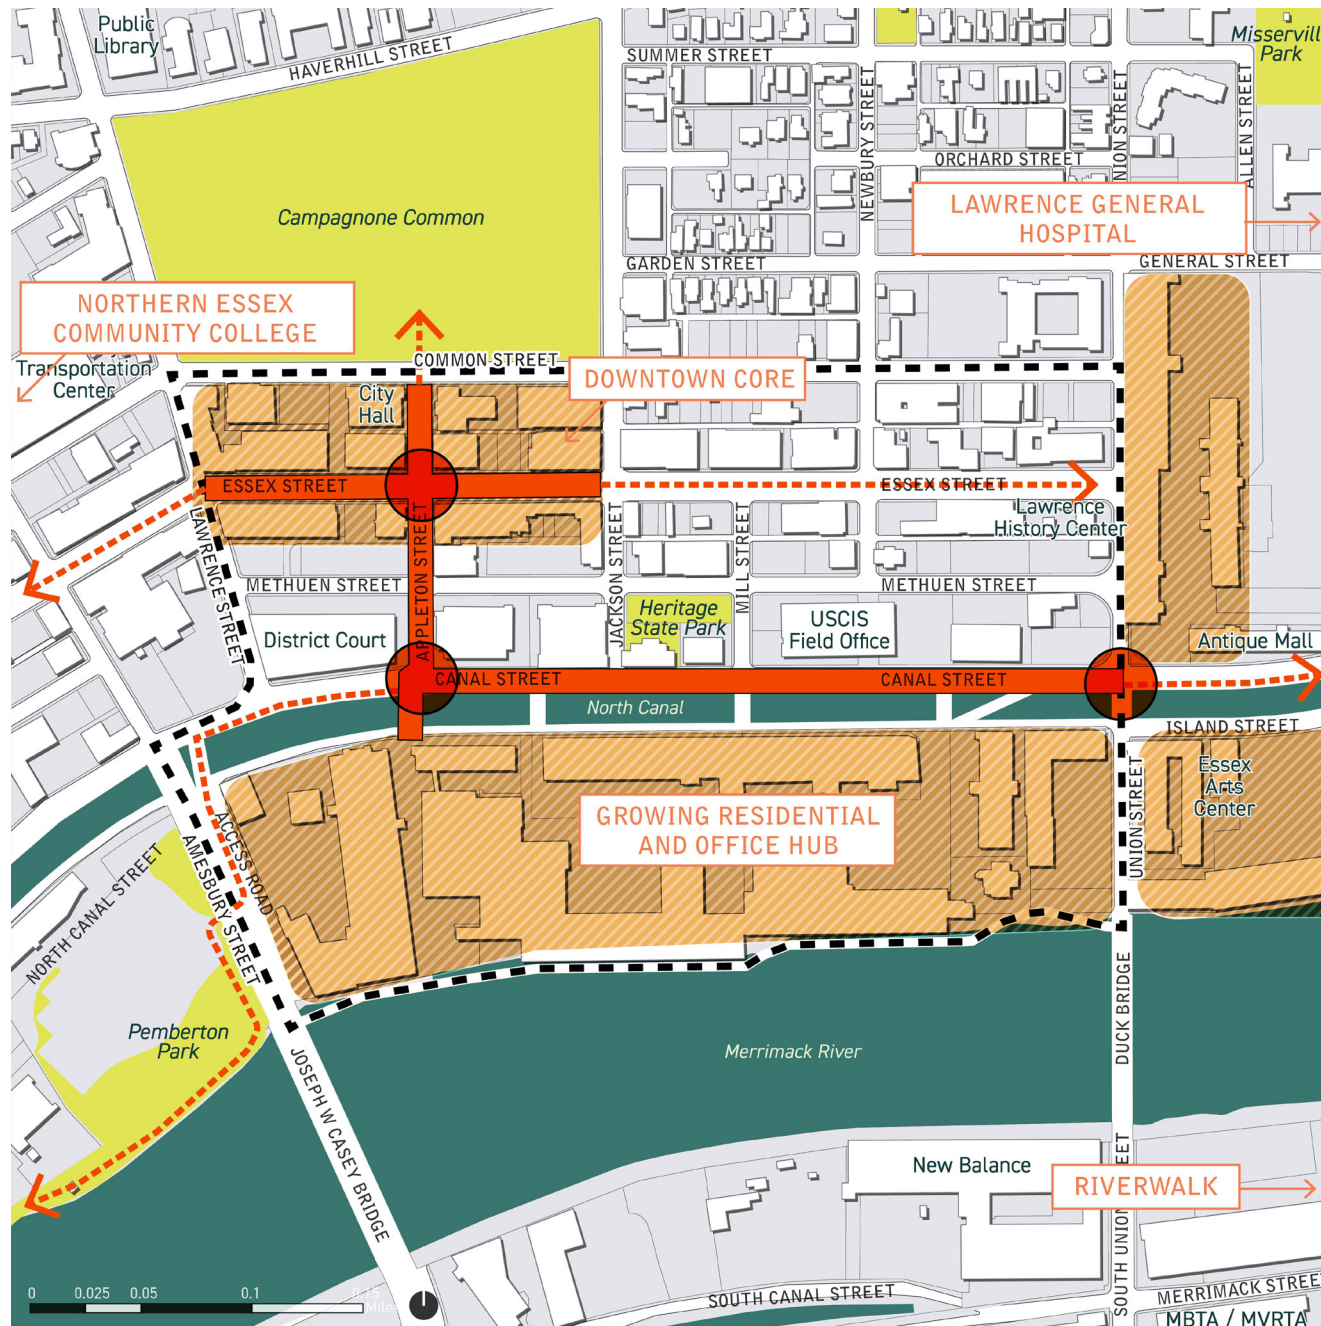 Public
Library
HAVERHILL STREET
SUMMER STREET
Misservill
Park
NEWBURY STREET
NION STREET
ALLEN STREET
ORCHARD STREET
Campagnone Common
LAWRENCE GENERAL
HOSPITAL
GARDEN STREET
GENERAL STREET
NORTHERN ESSEX
COMMUNITY COLLEGE
COMMON STREET
Transportation
Center
DOWNTOWN CORE
City
Hall
ESSEX STREET
ESSEX STREET
Lawrence
History Center
LAWRENCE STREET
APPLETON STREET
JACKSON STREET
MILL STREET
METHUEN STREET
METHUEN STREET
Heritage
State Park
USCIS
Field Office
District Court
Antique Mall
CANAL STREET
CANAL STREET
North Canal
ISLAND STREET
Essex
Arts
Center
GROWING RESIDENTIAL
AND OFFICE HUB
UNION STREET
ACCESS ROAD
AMESBURY STREET
NORTH CANAL STREET
Pemberton
Park
Merrimack River
DUCK BRIDGE
JOSEPH W CASEY BRIDGE
New Balance
RIVERWALK
SOUTH UNION
EET
0
0.025
0.05
0.1
0.15
Miles
SOUTH CANAL STREET
MERRIMACK STREE
MBTA / MVRTA